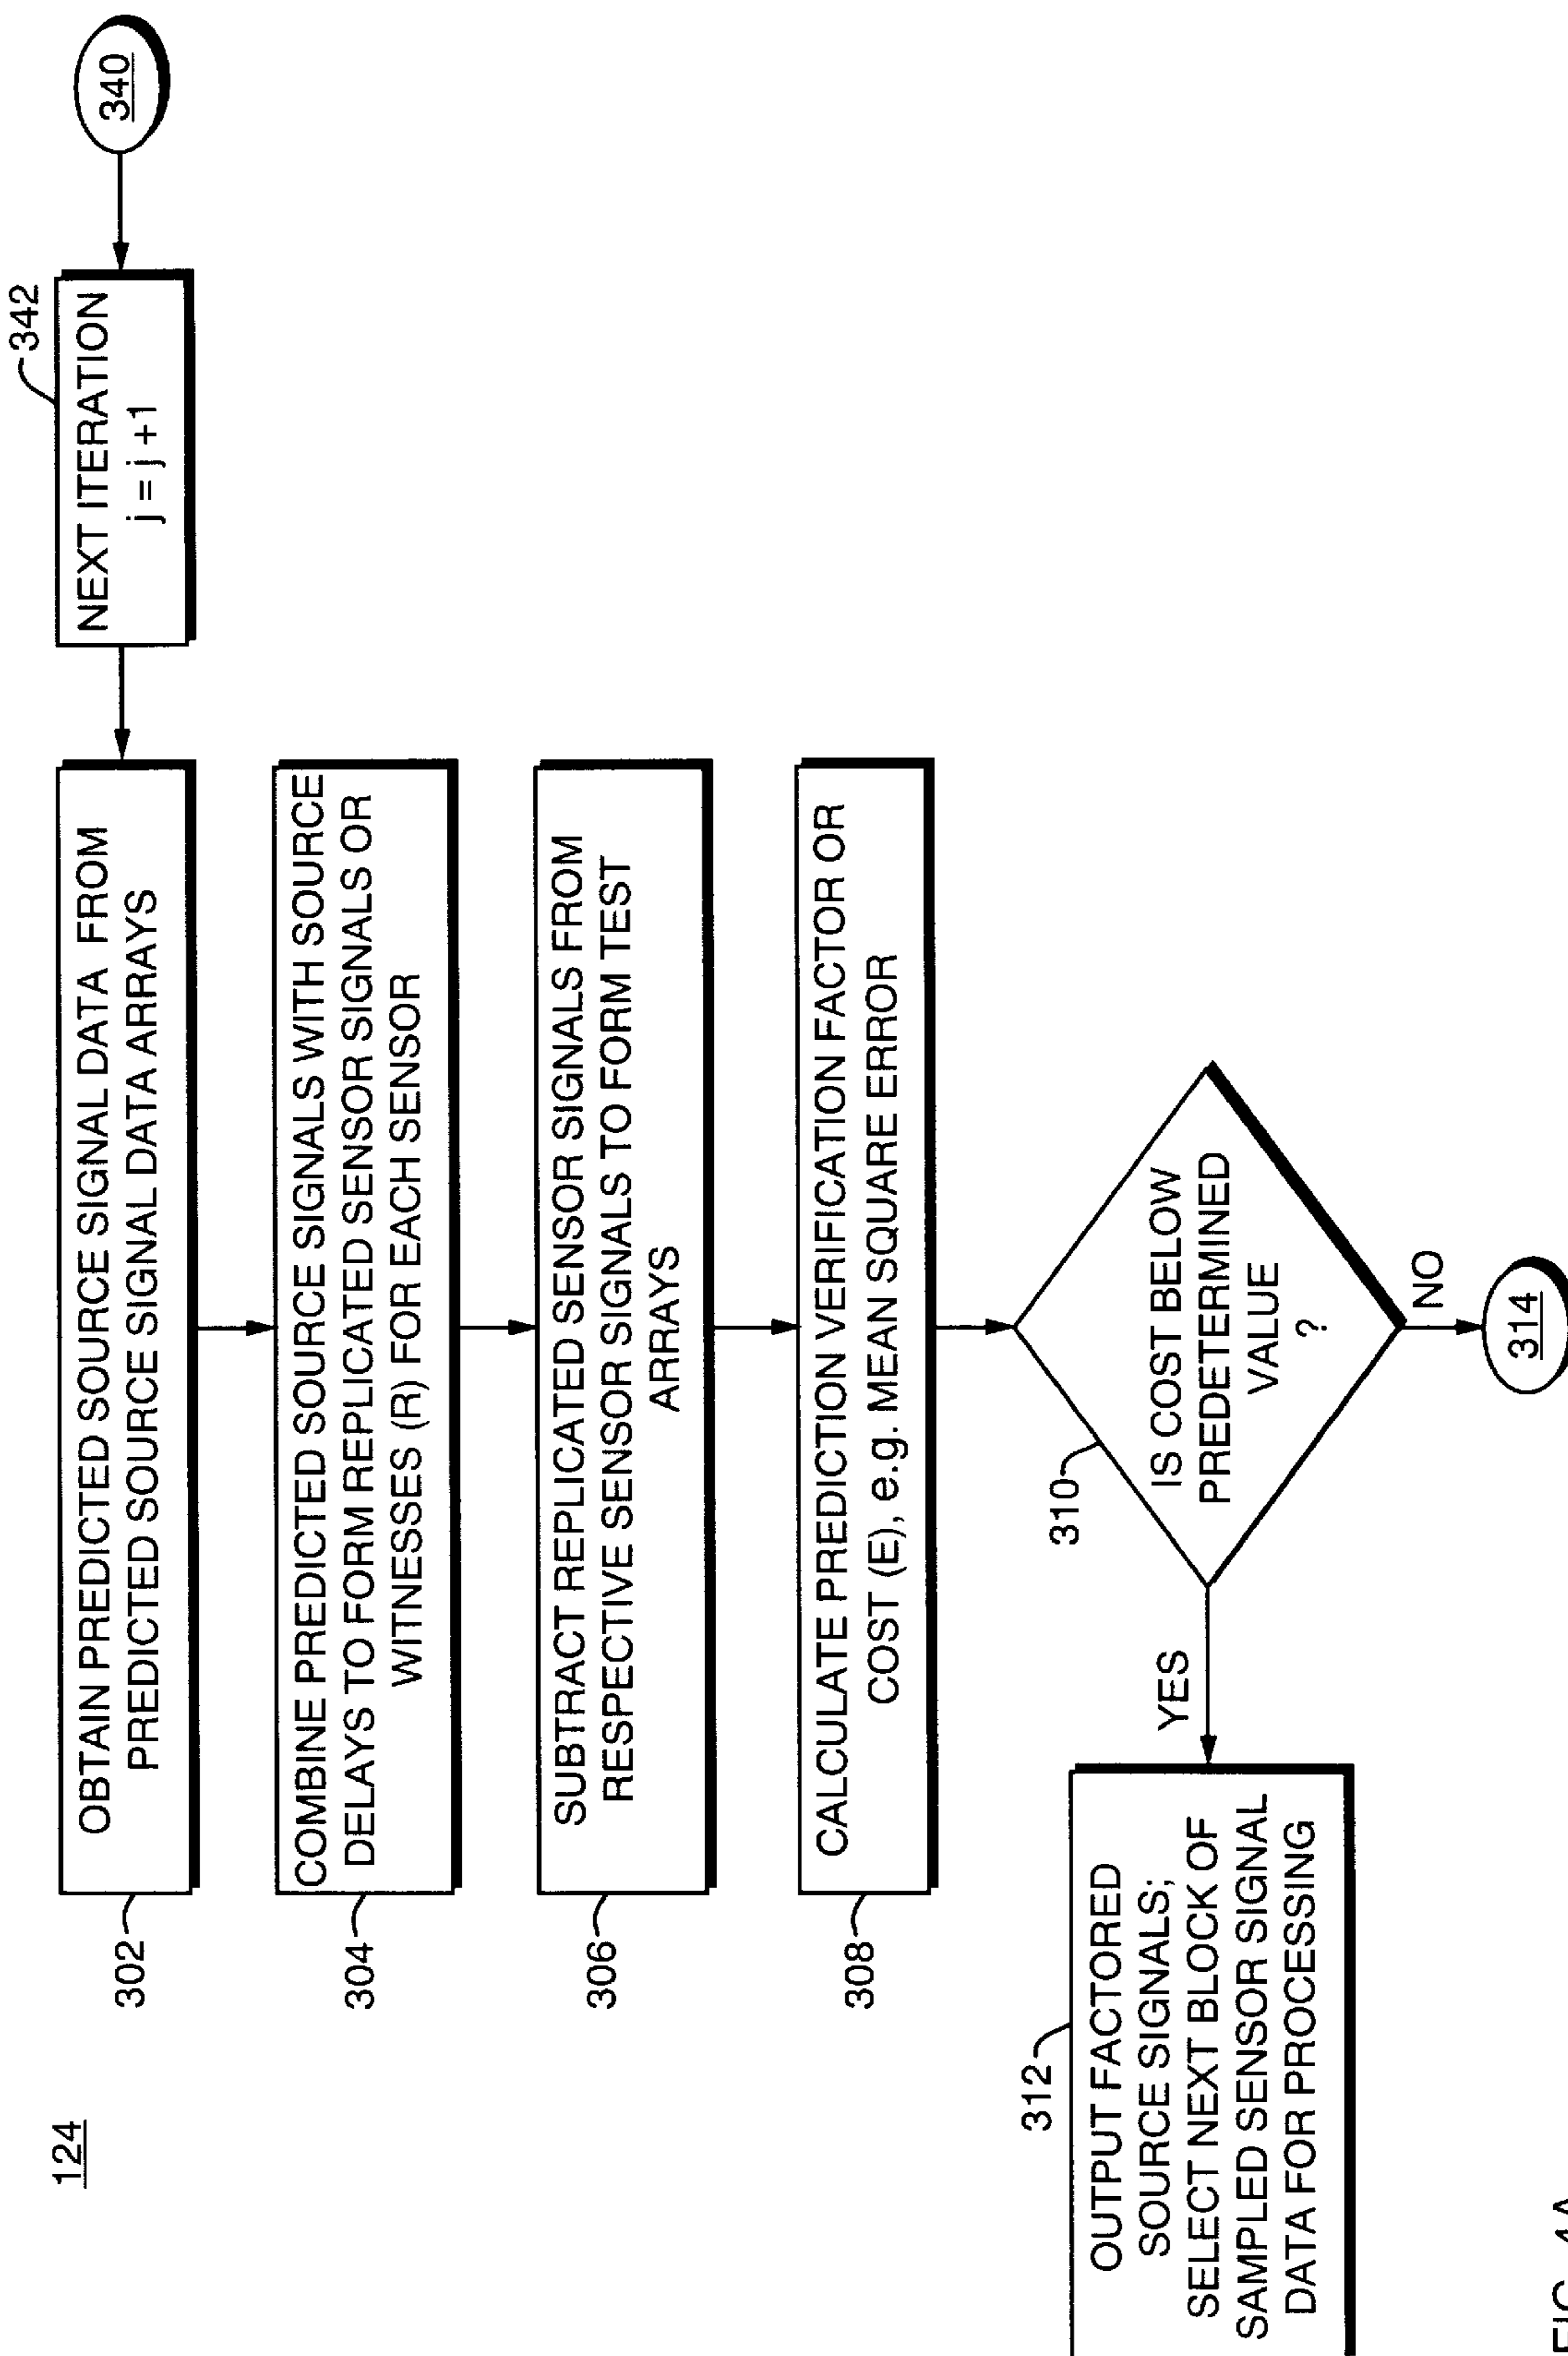 124
340
342
NEXT ITERATION
j = j +1
302
OBTAIN PREDICTED SOURCE SIGNAL DATA FROM
PREDICTED SOURCE SIGNAL DATA ARRAYS
304
COMBINE PREDICTED SOURCE SIGNALS WITH SOURCE
DELAYS TO FORM REPLICATED SENSOR SIGNALS OR
WITNESSES (R) FOR EACH SENSOR
306
SUBTRACT REPLICATED SENSOR SIGNALS FROM
RESPECTIVE SENSOR SIGNALS TO FORM TEST
ARRAYS
308
CALCULATE PREDICTION VERIFICATION FACTOR OR
COST (E), e.g. MEAN SQUARE ERROR
310
IS COST BELOW
PREDETERMINED
VALUE
?
YES
NO
312
OUTPUT FACTORED
SOURCE SIGNALS;
SELECT NEXT BLOCK OF
SAMPLED SENSOR SIGNAL
DATA FOR PROCESSING
314
FIG. 4A